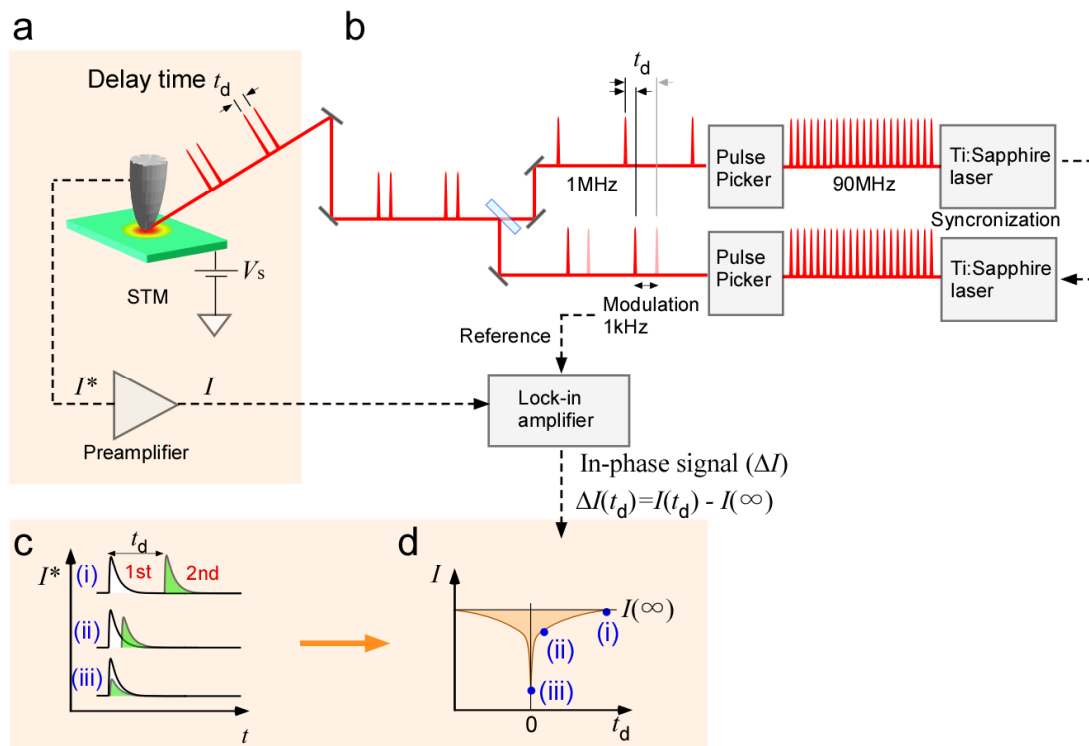 a
Delay time td
Vs
STM
I*
I
Preamplifier
b
td
1MHz
Pulse
Picker
90MHz
Ti:Sapphire
laser
Syncronization
Pulse
Picker
Ti:Sapphire
laser
Modulation
1kHz
Reference
Lock-in
amplifier
In-phase signal (ΔI)
ΔI(td)=I(td) - I(∞)
c
td
I*
(i)
1st
2nd
(ii)
(iii)
t
d
I
I(∞)
(i)
(ii)
(iii)
0
td